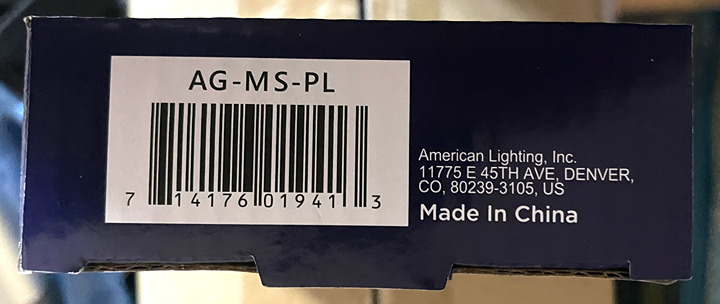 AG-MS-PL
7 14176 01941 3
American Lighting, Inc.
11775 E 45TH AVE, DENVER,
CO, 80239-3105, US
Made In China